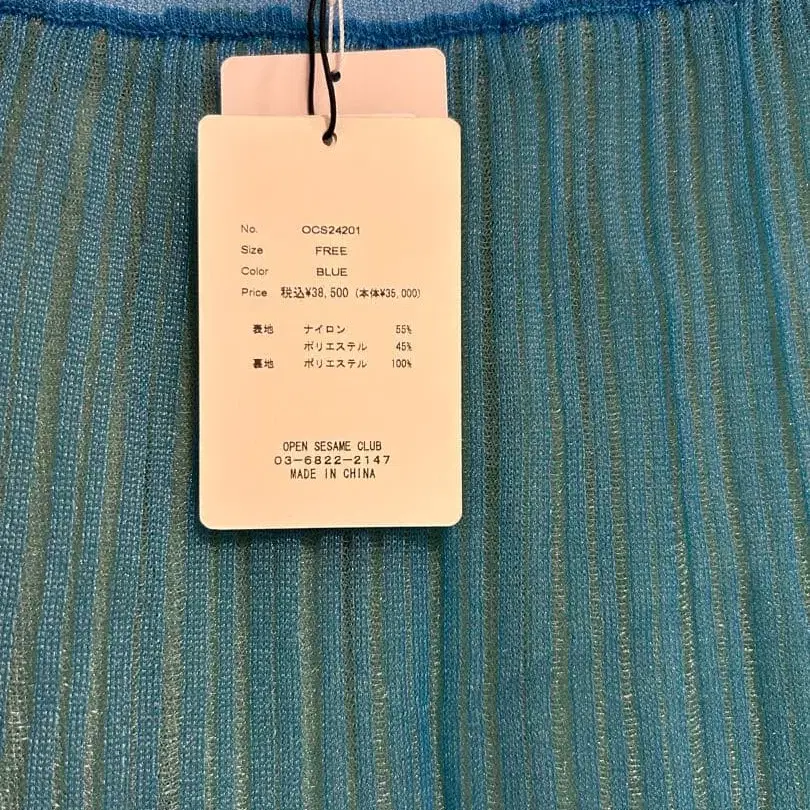 No. OCS24201
Size FREE
Color BLUE
Price 税込¥38,500 (本体¥35,000)
表地 ナイロン 55%
ポリエステル 45%
裏地 ポリエステル 100%
OPEN SESAME CLUB
03-6822-2147
MADE IN CHINA